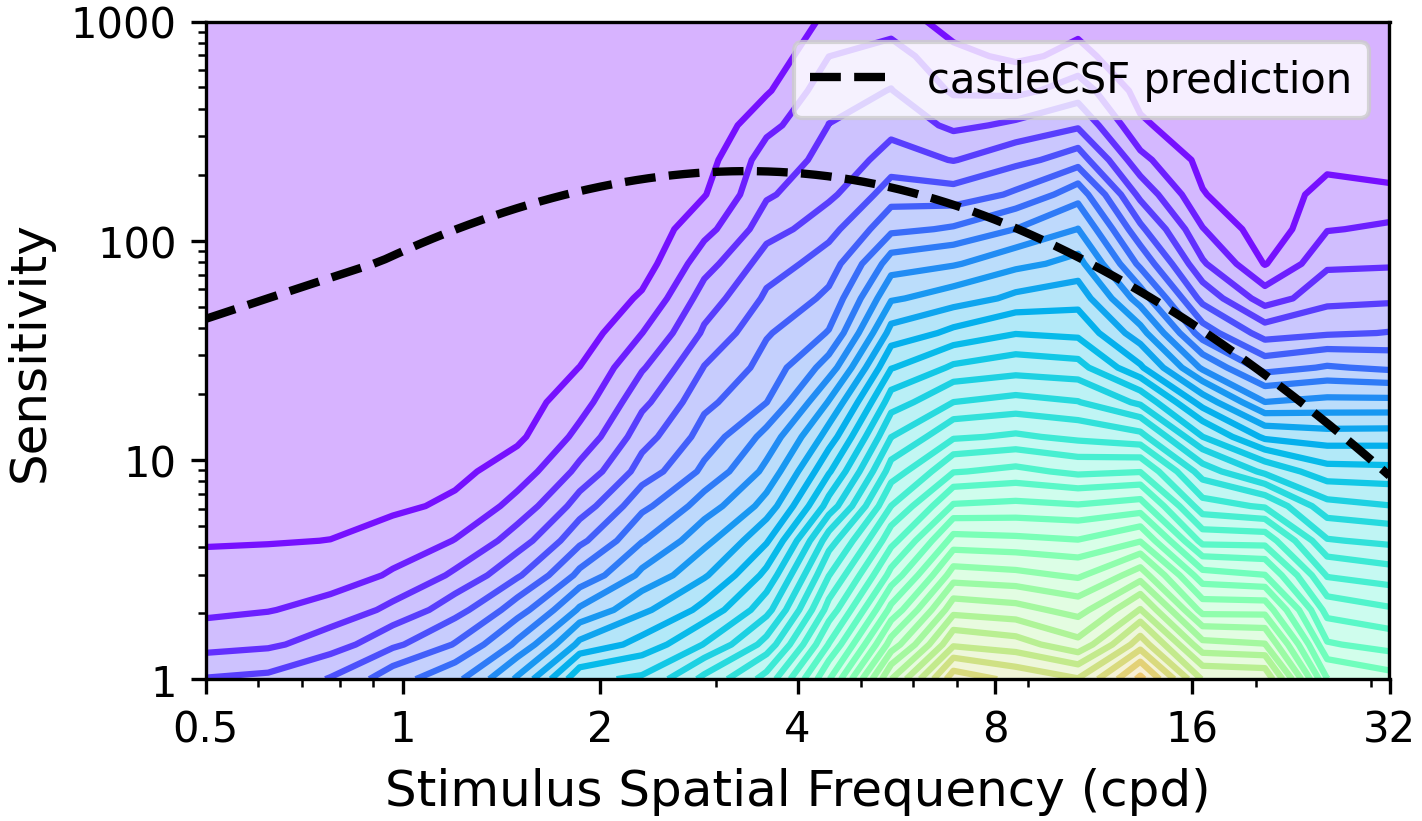 1000
100
10
1
Sensitivity
castleCSF prediction
0.5 1 2 4 8 16 32
Stimulus Spatial Frequency (cpd)